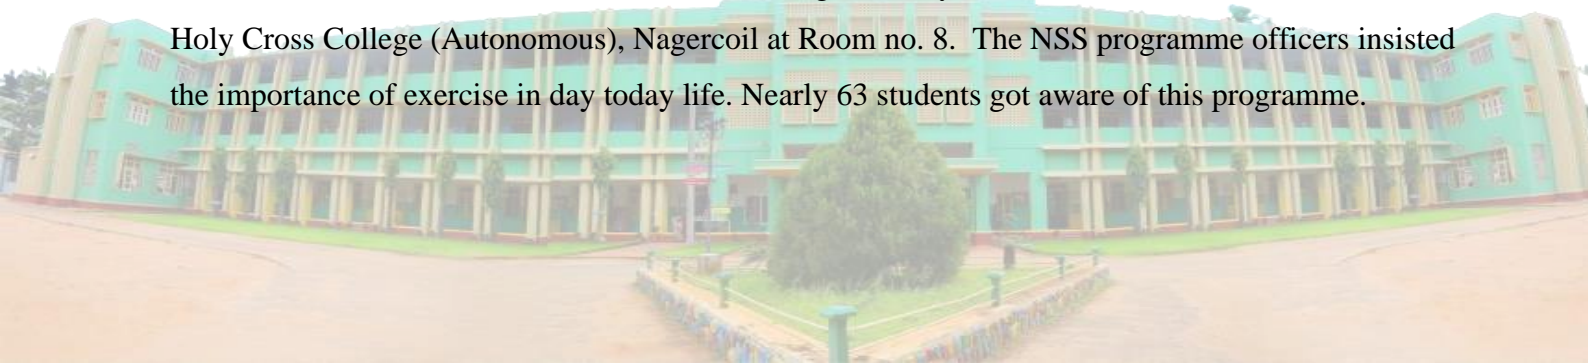 Holy Cross College (Autonomous), Nagercoil at Room no. 8. The NSS programme officers insisted
the importance of exercise in day today life. Nearly 63 students got aware of this programme.